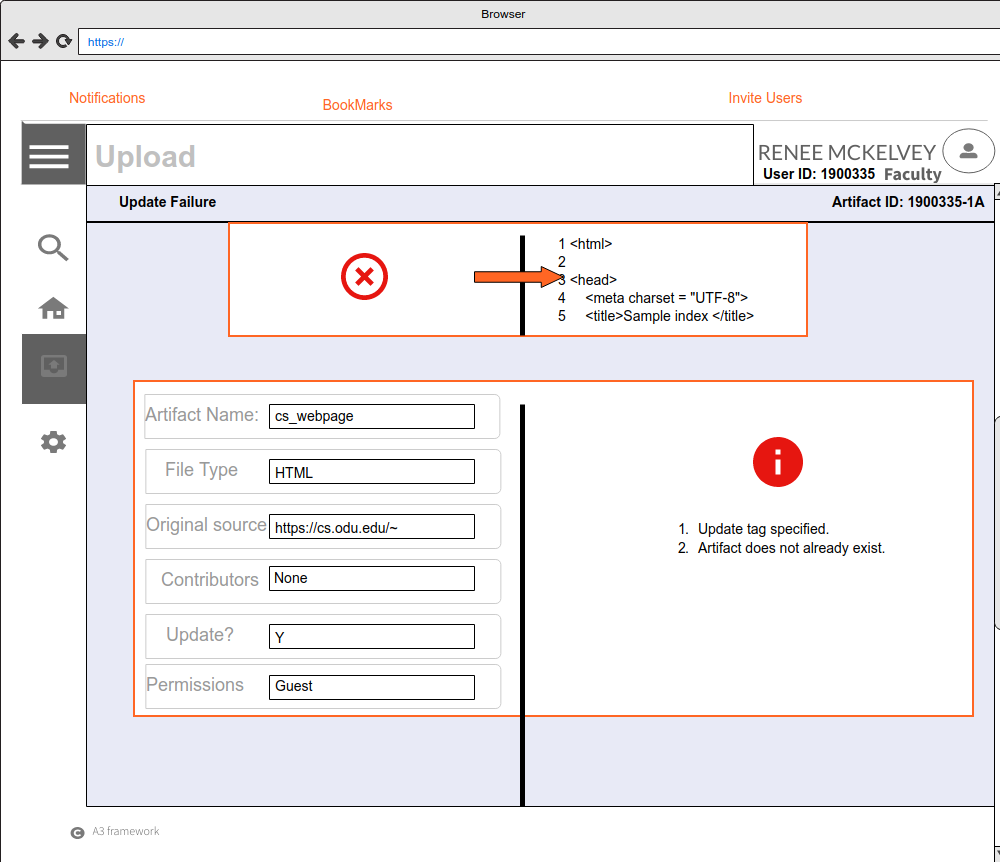 Browser
https://
Notifications
BookMarks
Invite Users
Upload
RENEE MCKELVEY
User ID: 1900335 Faculty
Update Failure
Artifact ID: 1900335-1A
1 <html>
2
3 <head>
4 <meta charset = "UTF-8">
5 <title>Sample index </title>
Artifact Name: cs_webpage
File Type HTML
Original source https://cs.odu.edu/~
Contributors None
Update? Y
Permissions Guest
1. Update tag specified.
2. Artifact does not already exist.
A3 framework